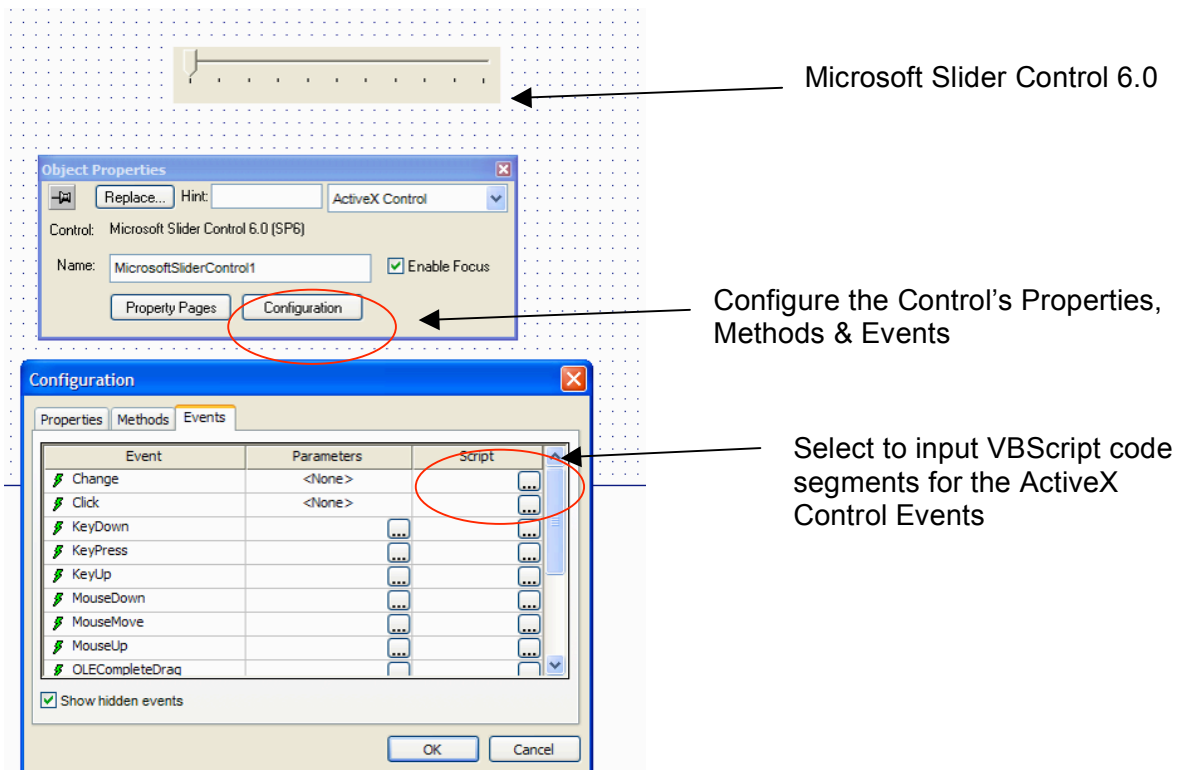 Microsoft Slider Control 6.0
Object Properties
Replace... Hint: ActiveX Control
Control: Microsoft Slider Control 6.0 (SP6)
Name: MicrosoftSliderControl1 Enable Focus
Property Pages Configuration
Configure the Control's Properties,
Methods & Events
Configuration
Properties Methods Events
Event Parameters Script
Change <None> ...
Click <None> ...
KeyDown ... ...
KeyPress ... ...
KeyUp ... ...
MouseDown ... ...
MouseMove ... ...
MouseUp ... ...
OLECompleteDrag
Show hidden events
OK Cancel
Select to input VBScript code
segments for the ActiveX
Control Events